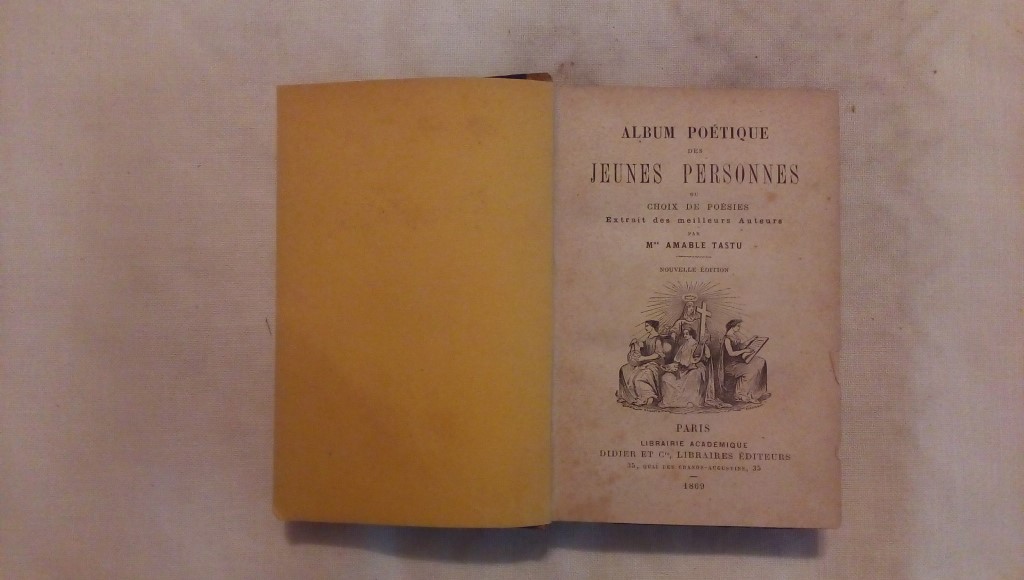 ALBUM POÉTIQUE
DES
JEUNES PERSONNES
OU
CHOIX DE POÉSIES
Extrait des meilleurs Auteurs
PAR
Mme AMABLE TASTU
NOUVELLE ÉDITION
PARIS
LIBRAIRIE ACADEMIQUE
DIDIER ET Cie, LIBRAIRES ÉDITEURS
35, QUAI DES GRANDS-AUGUSTINS, 35
1869